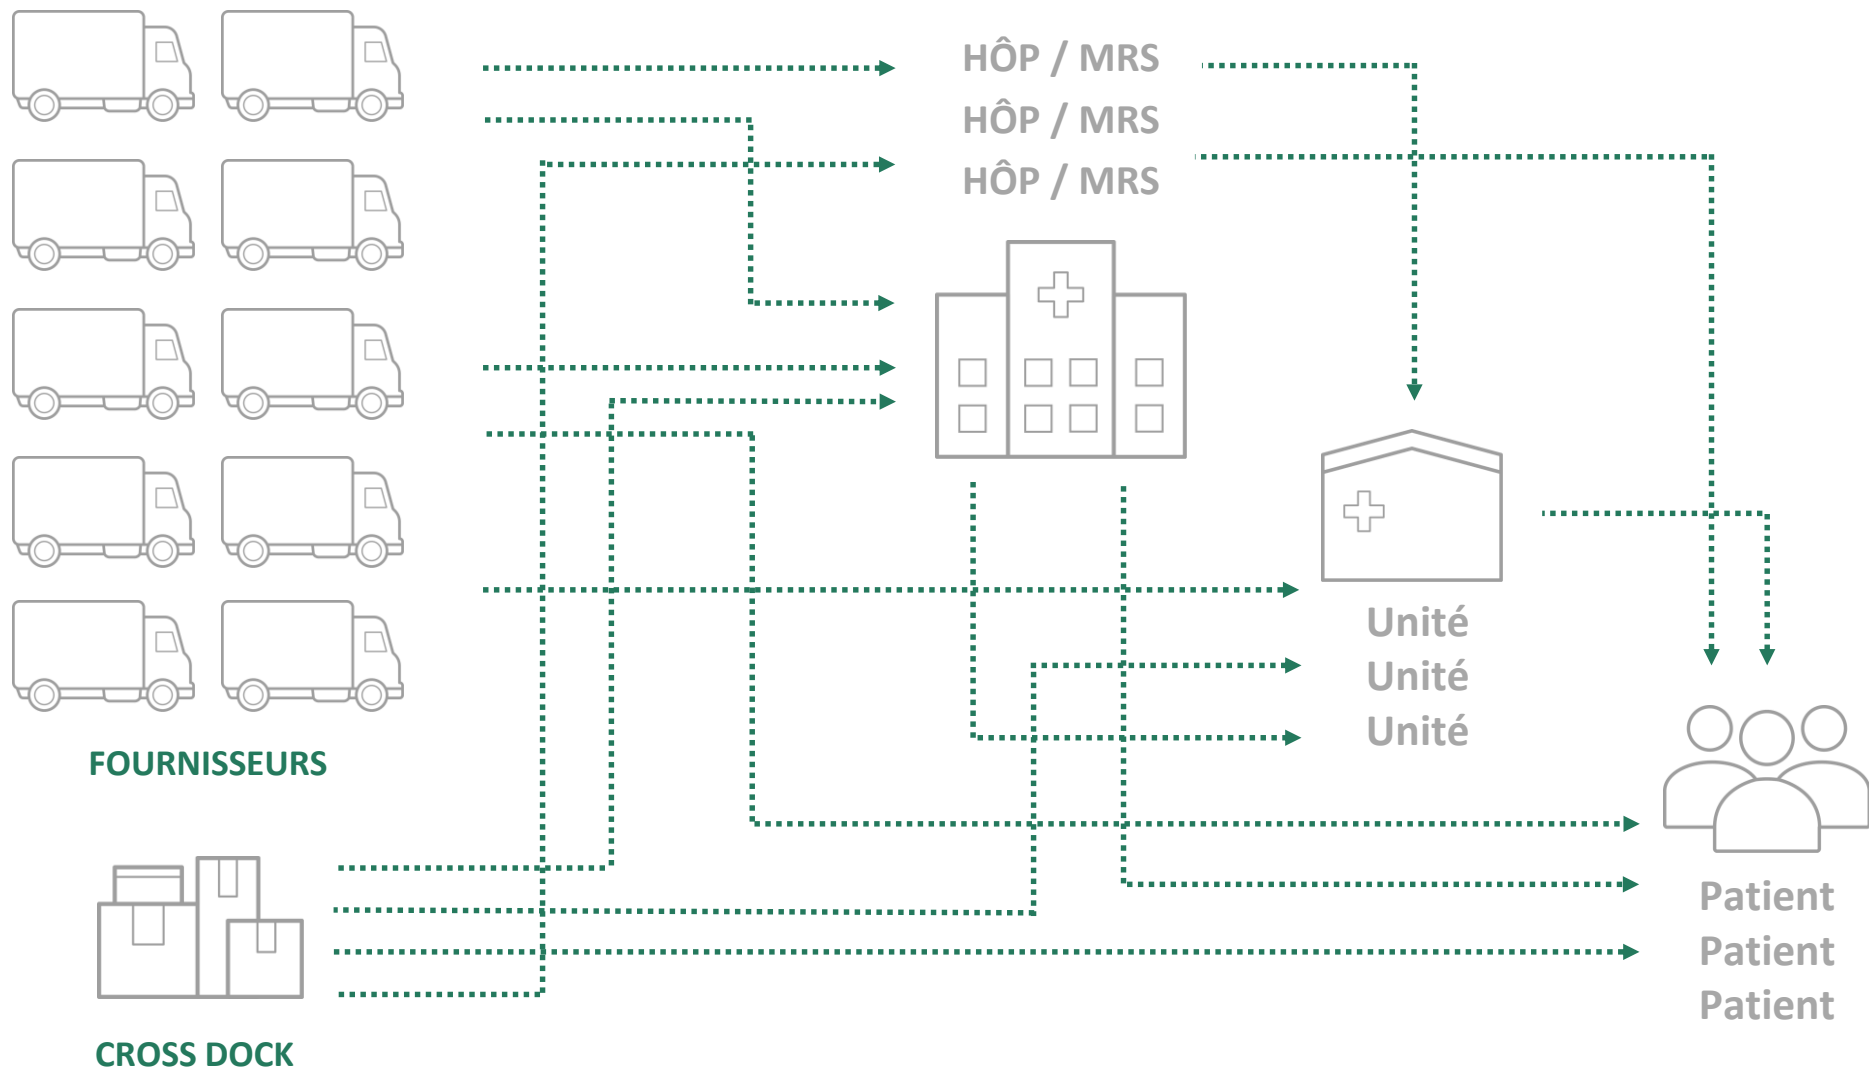 HÔP / MRS
HÔP / MRS
HÔP / MRS
Unité
Unité
Unité
FOURNISSEURS
Patient
Patient
Patient
CROSS DOCK